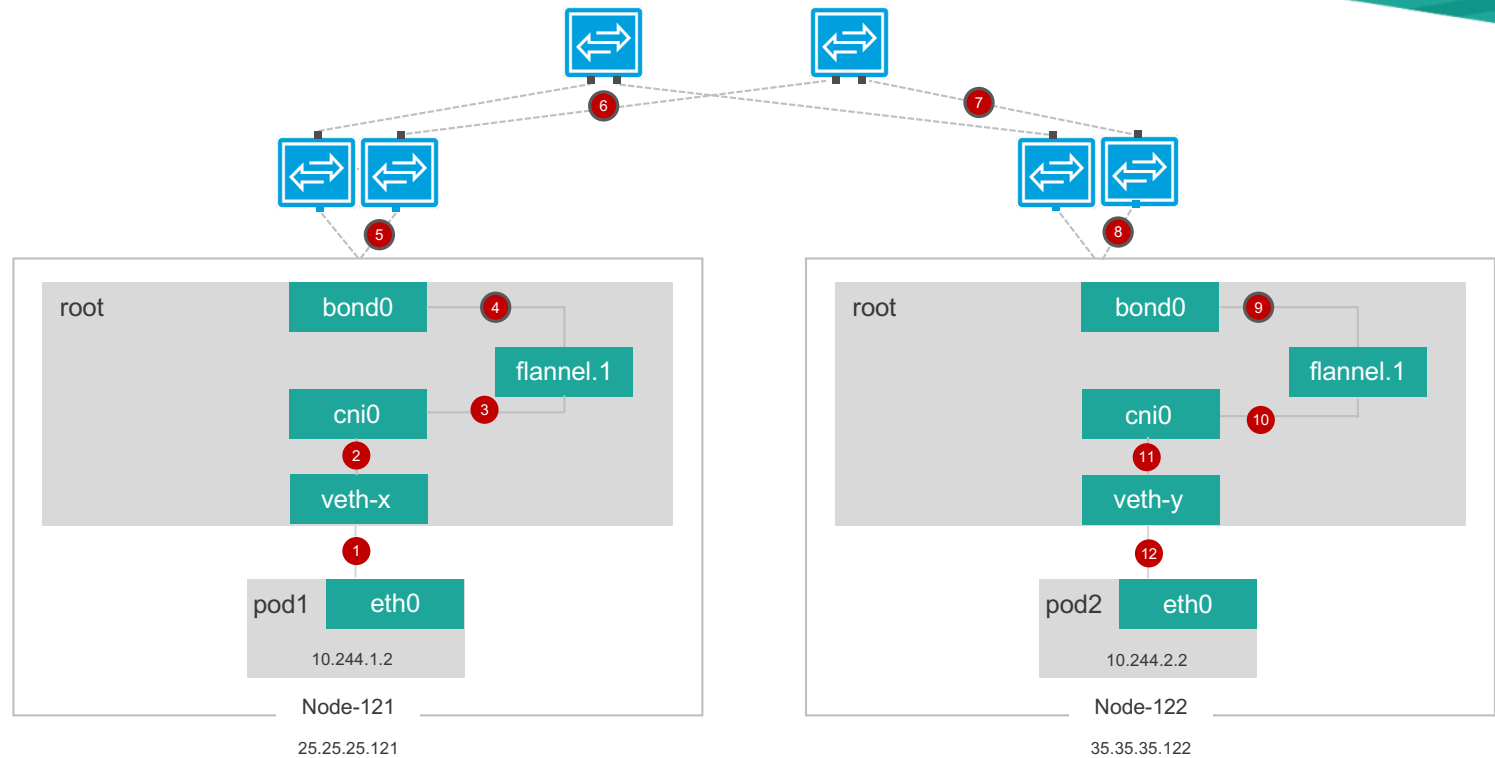 6
7
5
8
root
bond0
4
flannel.1
cni0
3
2
veth-x
1
pod1
eth0
10.244.1.2
Node-121
25.25.25.121
root
bond0
9
flannel.1
cni0
10
11
veth-y
12
pod2
eth0
10.244.2.2
Node-122
35.35.35.122